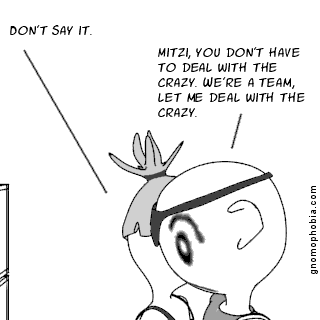 DON'T SAY IT.
MITZI, YOU DON'T HAVE
TO DEAL WITH THE
CRAZY. WE'RE A TEAM,
LET ME DEAL WITH THE
CRAZY.
gnomophobia.com